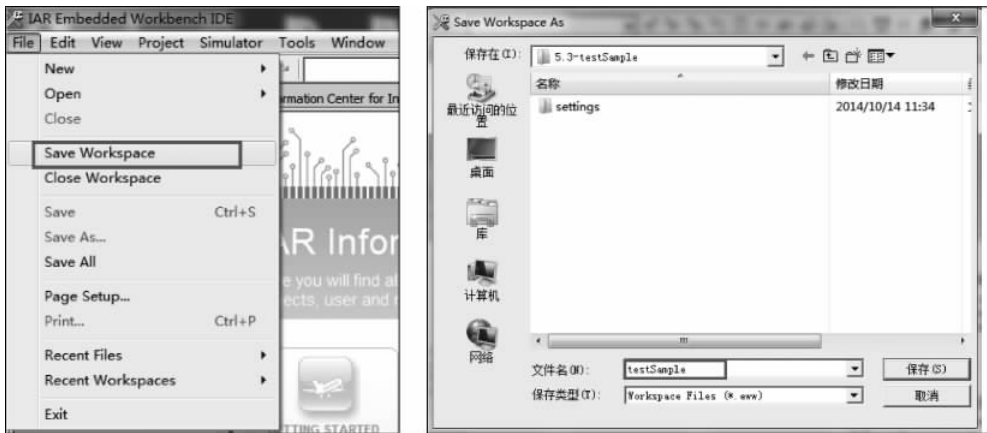 IAR Embedded Workbench IDE
File Edit View Project Simulator Tools Window
New
Open
Close
Save Workspace
Close Workspace
Save Ctrl+S
Save As...
Save All
Page Setup...
Print... Ctrl+P
Recent Files
Recent Workspaces
Exit
rmation Center for In
AR Infor
e you will find a
ects, user and
TTING STARTED
Save Workspace As
保存在(I):
5.3-testSample
名称
修改日期
settings
2014/10/14 11:34
最近访问的位置
桌面
库
计算机
网络
文件名(N):
testSample
保存(S)
保存类型(T):
Workspace Files (*.eww)
取消